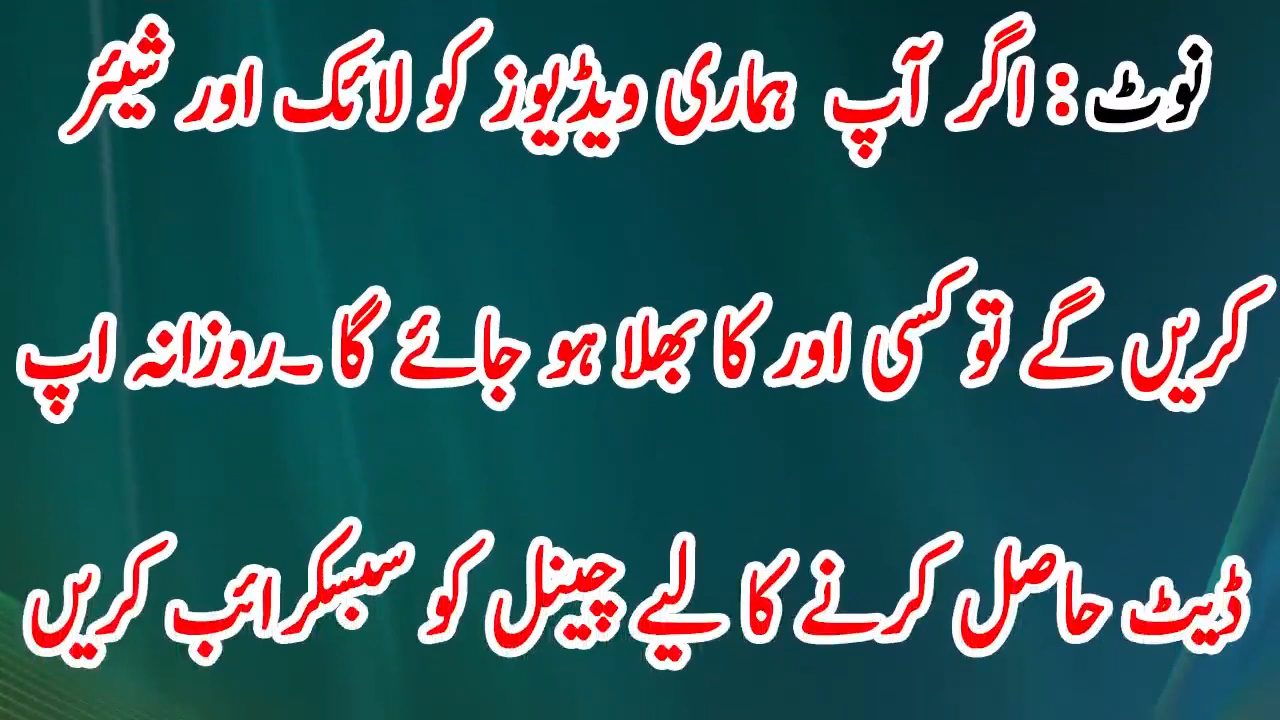 نوٹ : اگر آپ ہماری ویڈیوز کو لائک اور شیئر
کریں گے تو کسی اور کا بھلا ہو جائے گا ۔روزانہ اپ
ڈیٹ حاصل کرنے کا لیے چینل کو سبسکرائب کریں